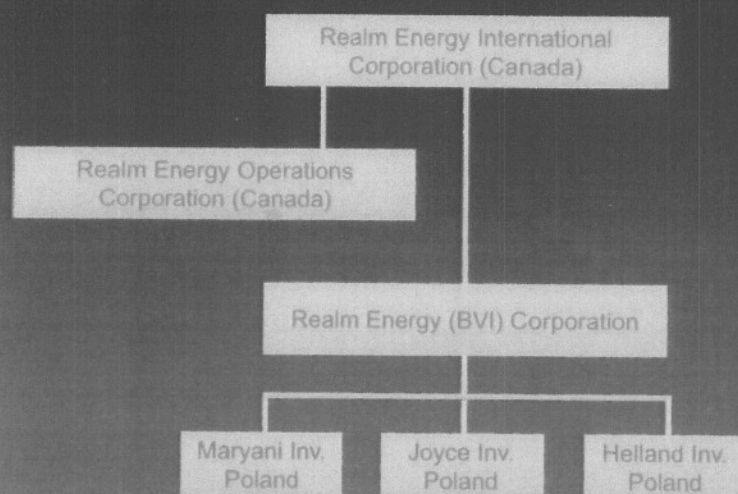 Realm Energy International
Corporation (Canada)
Realm Energy Operations
Corporation (Canada)
Realm Energy (BVI) Corporation
Maryani Inv.
Poland
Joyce Inv.
Poland
Helland Inv.
Poland